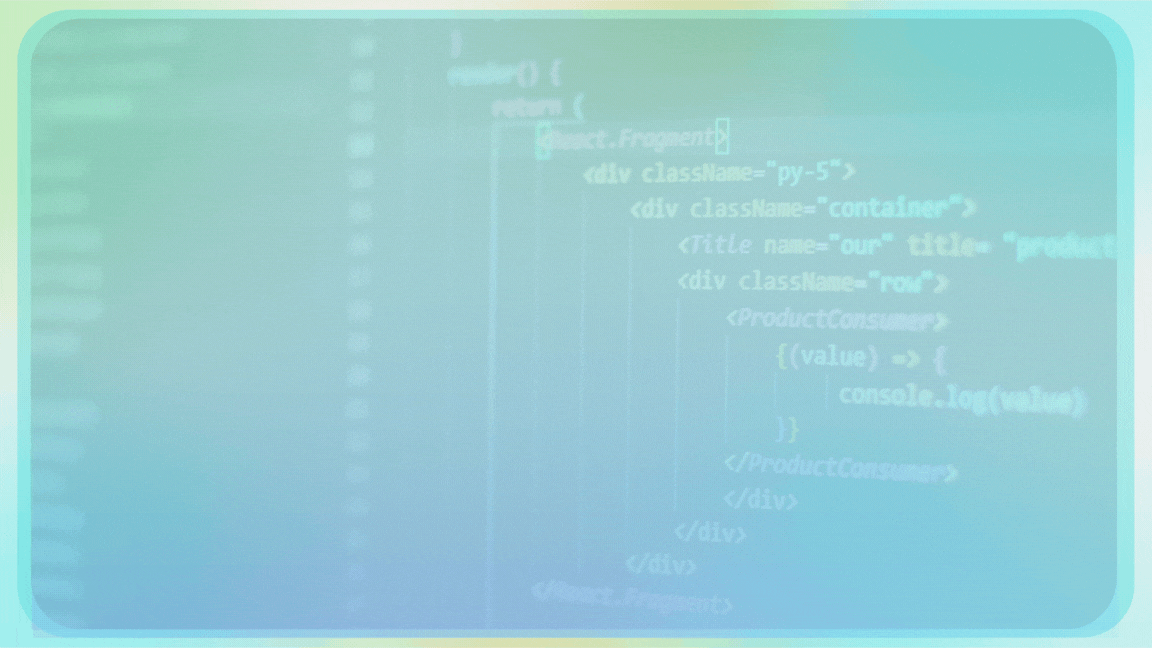 }
render() {
return (
<React.Fragment>
<div className="py-5">
<div className="container">
<Title name="our" title= "product
<div className="row">
<ProductConsumer>
{(value) => {
console.log(value)
}}
</ProductConsumer>
</div>
</div>
</div>
</React.Fragment>